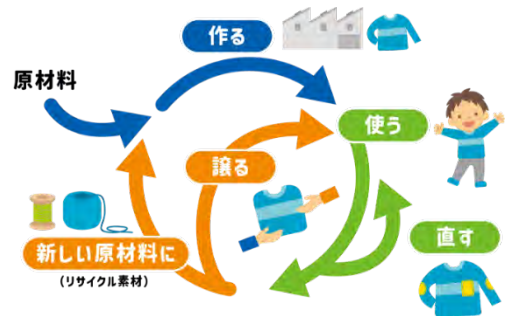 作る
原材料
使う
譲る
直す
新しい原材料に
(リサイクル素材)